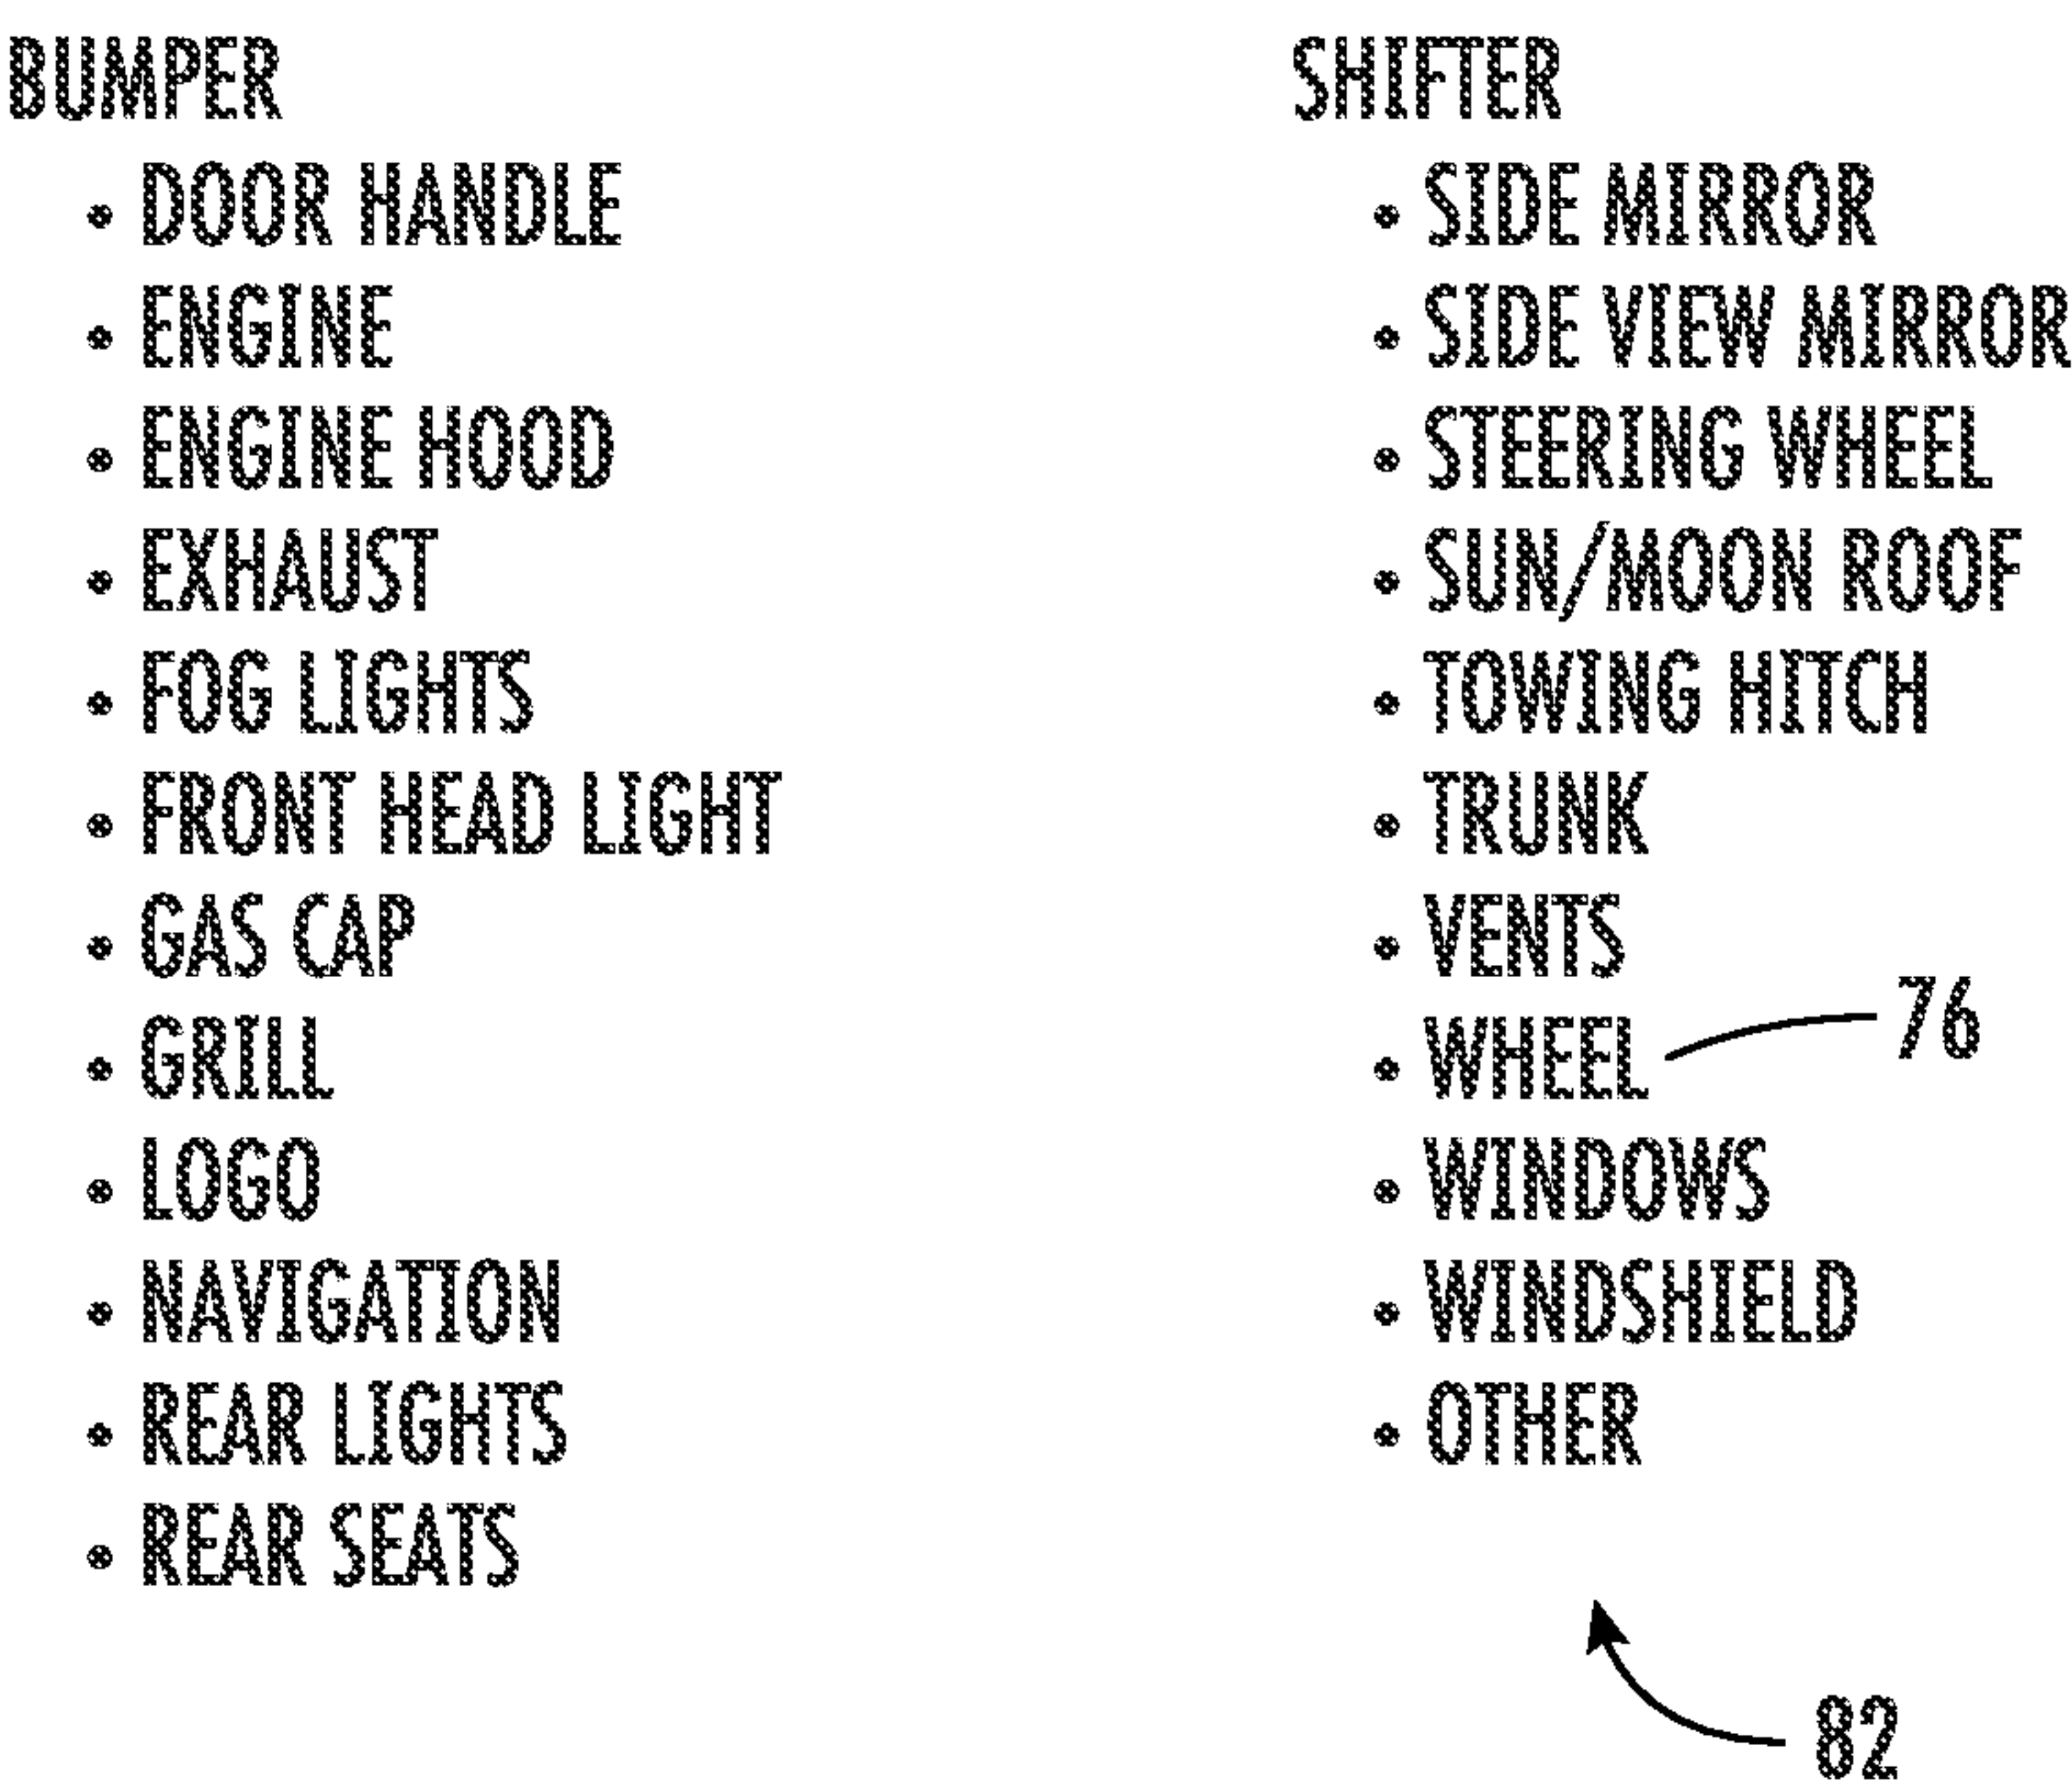 BUMPER
• DOOR HANDLE
• ENGINE
• ENGINE HOOD
• EXHAUST
• FOG LIGHTS
• FRONT HEAD LIGHT
• GAS CAP
• GRILL
• LOGO
• NAVIGATION
• REAR LIGHTS
• REAR SEATS
SHIFTER
• SIDE MIRROR
• SIDE VIEW MIRROR
• STEERING WHEEL
• SUN/MOON ROOF
• TOWING HITCH
• TRUNK
• VENTS
• WHEEL 76
• WINDOWS
• WINDSHIELD
• OTHER
82